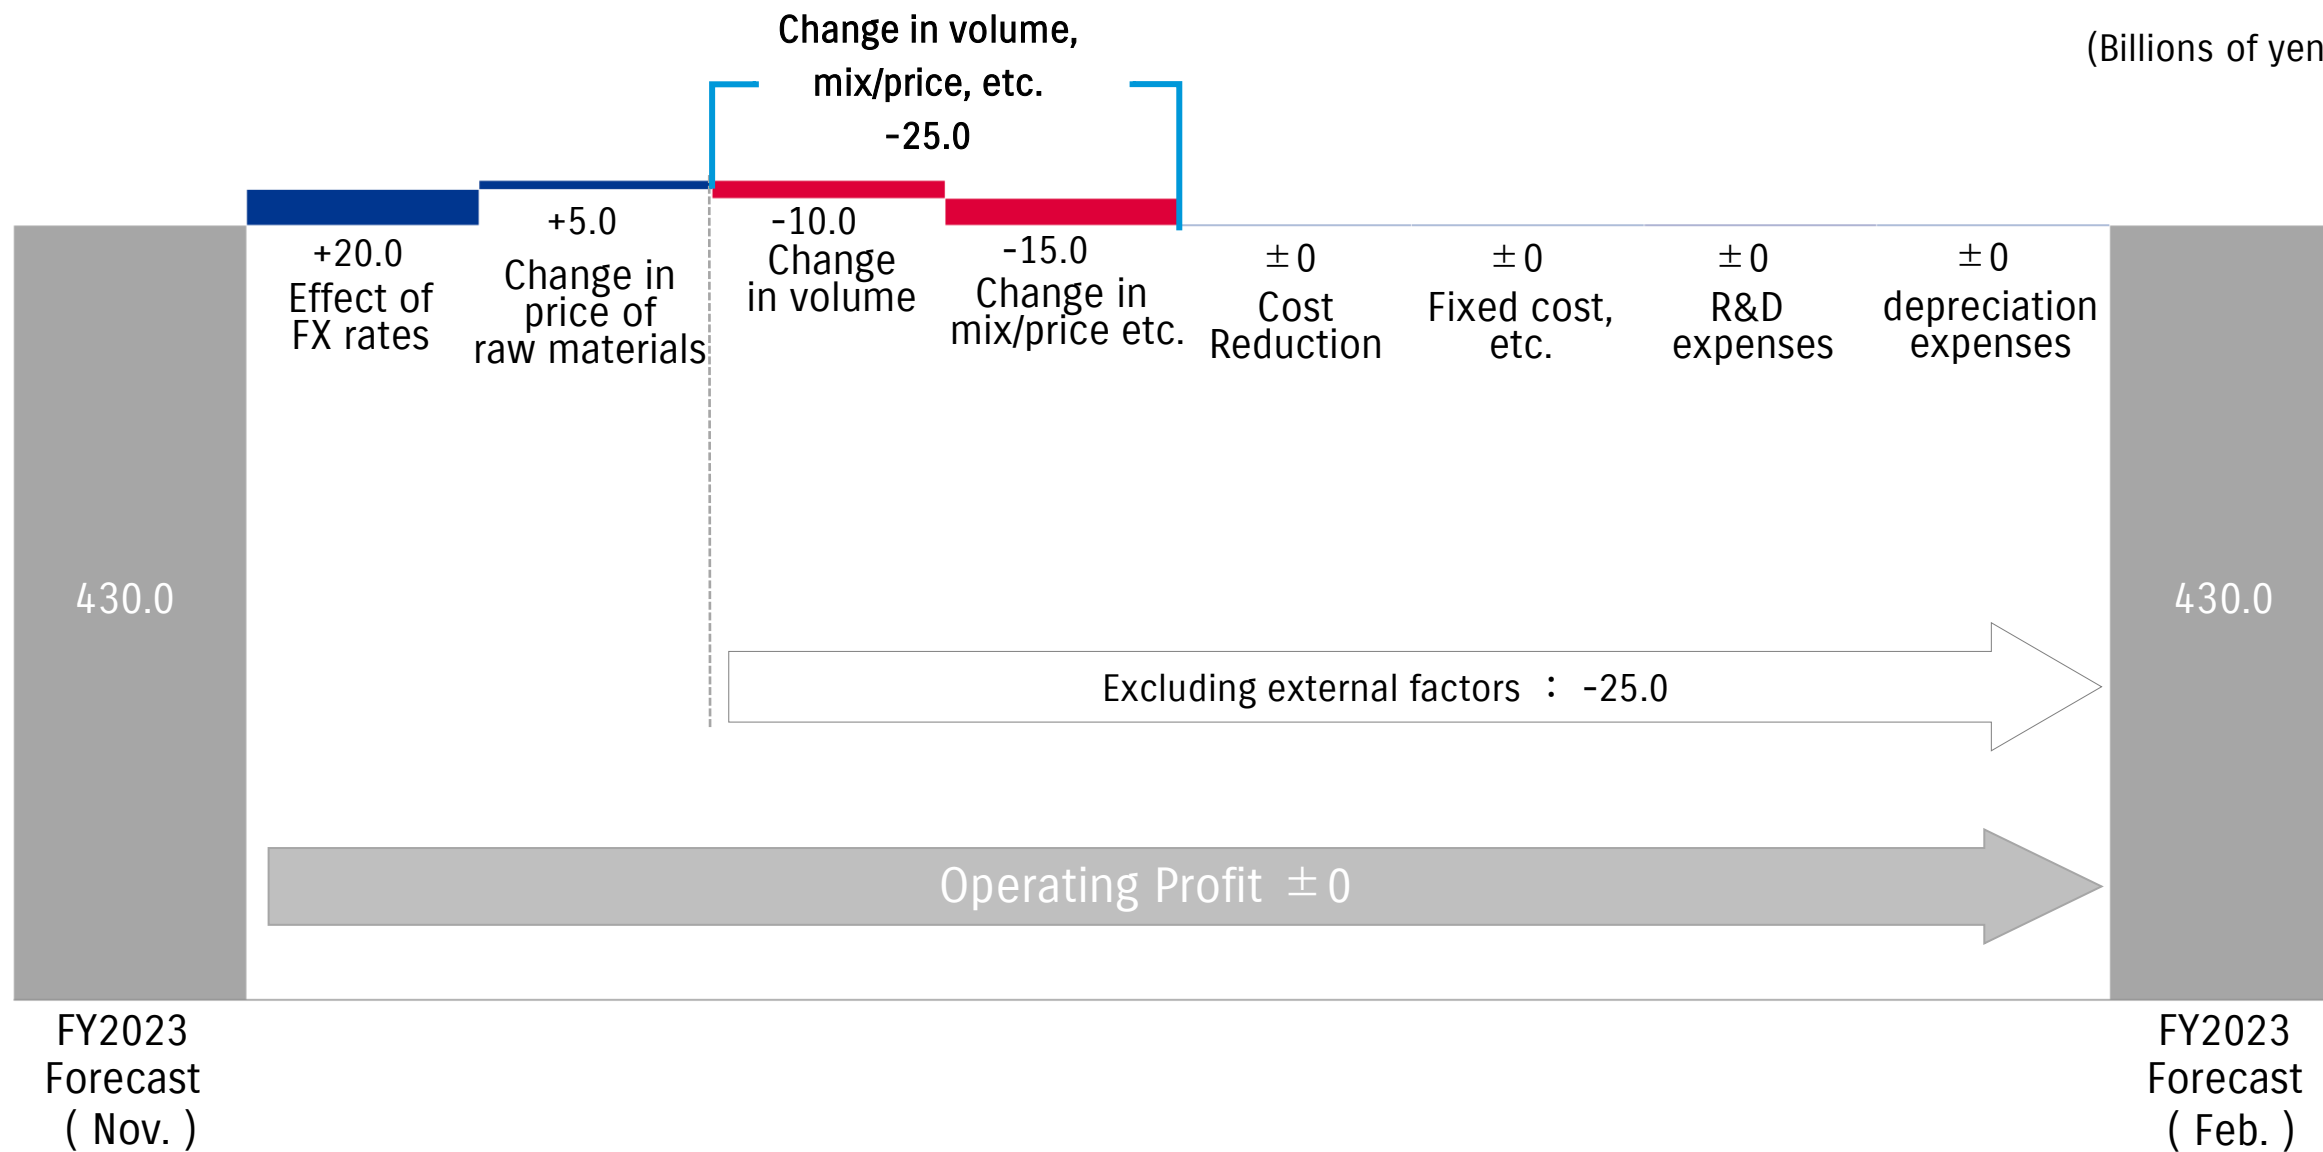 Change in volume,
mix/price, etc.
-25.0
(Billions of yen
+20.0
Effect of
FX rates
+5.0
Change in
price of
raw materials
-10.0
Change
in volume
-15.0
Change in
mix/price etc.
±0
Cost
Reduction
±0
Fixed cost,
etc.
±0
R&D
expenses
±0
depreciation
expenses
430.0
430.0
Excluding external factors : -25.0
Operating Profit ±0
FY2023
Forecast
( Nov. )
FY2023
Forecast
( Feb. )